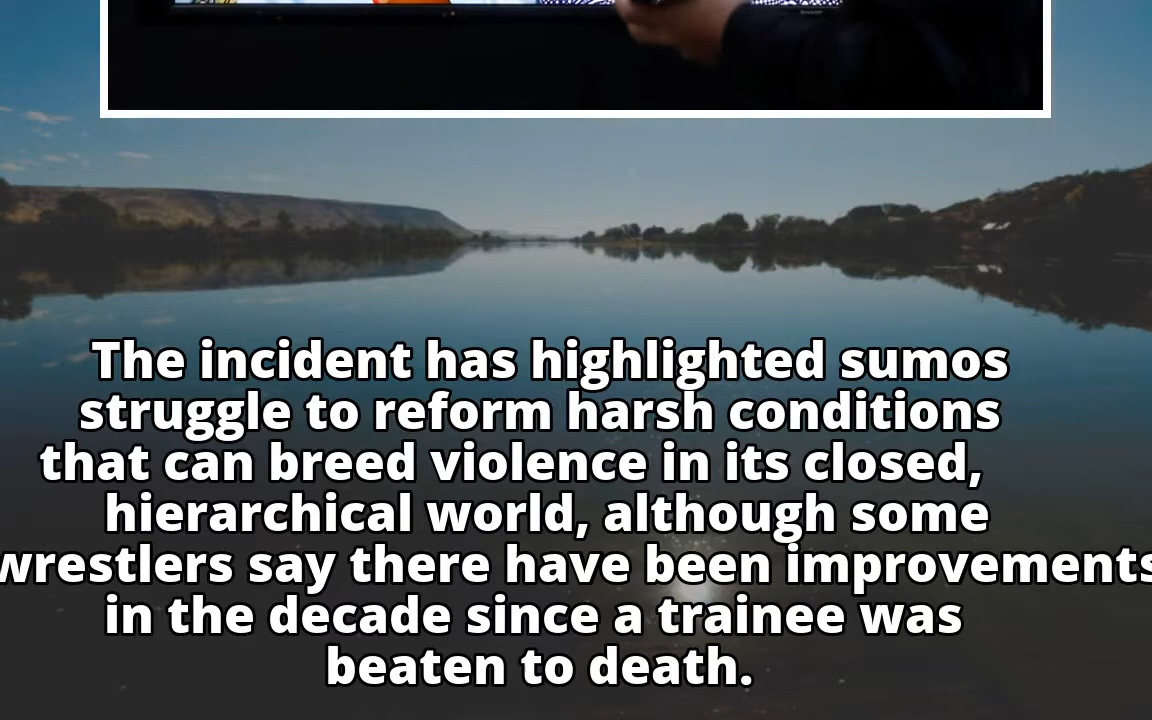 The incident has highlighted sumos
struggle to reform harsh conditions
that can breed violence in its closed,
hierarchical world, although some
wrestlers say there have been improvements
in the decade since a trainee was
beaten to death.